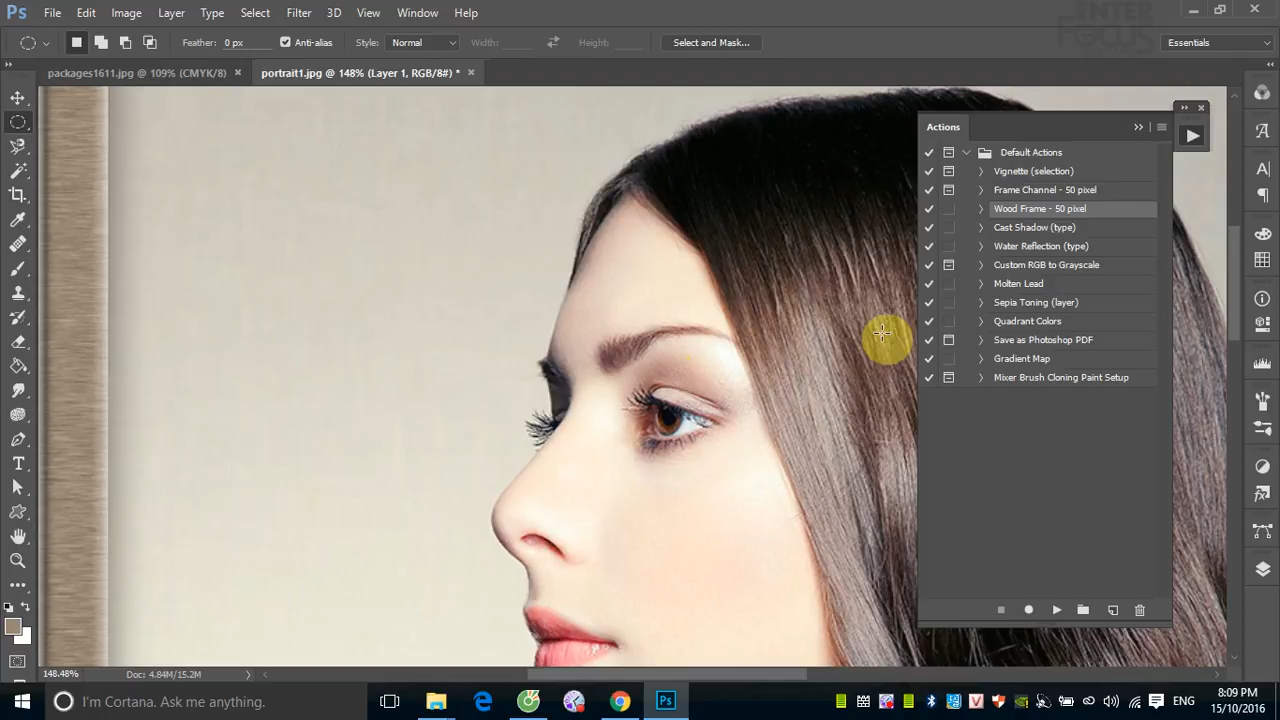 Ps File Edit Image Layer Type Select Filter 3D View Window Help
ENTER
FOCUS
Feather: 0 px Anti-alias Style: Normal Width: Height: Select and Mask... Essentials
packages1611.jpg @ 109% (CMYK/8) × portrait1.jpg @ 148% (Layer 1, RGB/8#) * ×
Actions
Default Actions
Vignette (selection)
Frame Channel - 50 pixel
Wood Frame - 50 pixel
Cast Shadow (type)
Water Reflection (type)
Custom RGB to Grayscale
Molten Lead
Sepia Toning (layer)
Quadrant Colors
Save as Photoshop PDF
Gradient Map
Mixer Brush Cloning Paint Setup
148.48% Doc: 4.84M/15.2M
I'm Cortana. Ask me anything.
Ps
ENG
8:09 PM
15/10/2016